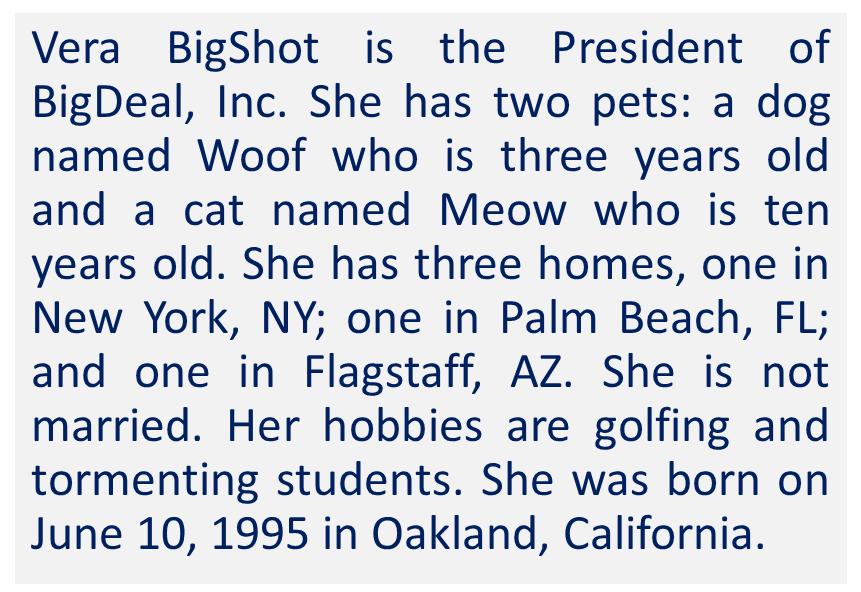 Vera BigShot is the President of
BigDeal, Inc. She has two pets: a dog
named Woof who is three years old
and a cat named Meow who is ten
years old. She has three homes, one in
New York, NY; one in Palm Beach, FL;
and one in Flagstaff, AZ. She is not
married. Her hobbies are golfing and
tormenting students. She was born on
June 10, 1995 in Oakland, California.